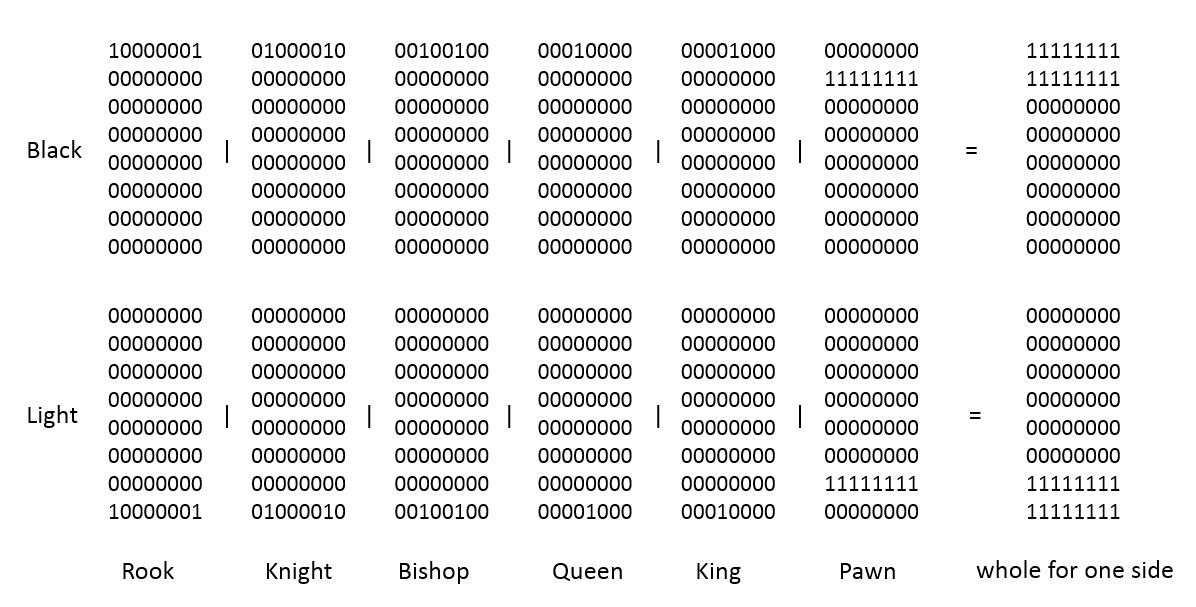 10000001 01000010 00100100 00010000 00001000 00000000 11111111
00000000 00000000 00000000 00000000 00000000 11111111 11111111
00000000 00000000 00000000 00000000 00000000 00000000 00000000
00000000 00000000 00000000 00000000 00000000 00000000 00000000
Black | | | | | =
00000000 00000000 00000000 00000000 00000000 00000000 00000000
00000000 00000000 00000000 00000000 00000000 00000000 00000000
00000000 00000000 00000000 00000000 00000000 00000000 00000000
00000000 00000000 00000000 00000000 00000000 00000000 00000000
00000000 00000000 00000000 00000000 00000000 00000000 00000000
00000000 00000000 00000000 00000000 00000000 00000000 00000000
00000000 00000000 00000000 00000000 00000000 00000000 00000000
00000000 00000000 00000000 00000000 00000000 00000000 00000000
Light | | | | | =
00000000 00000000 00000000 00000000 00000000 00000000 00000000
00000000 00000000 00000000 00000000 00000000 00000000 00000000
00000000 00000000 00000000 00000000 00000000 11111111 11111111
10000001 01000010 00100100 00001000 00010000 00000000 11111111
Rook Knight Bishop Queen King Pawn whole for one side